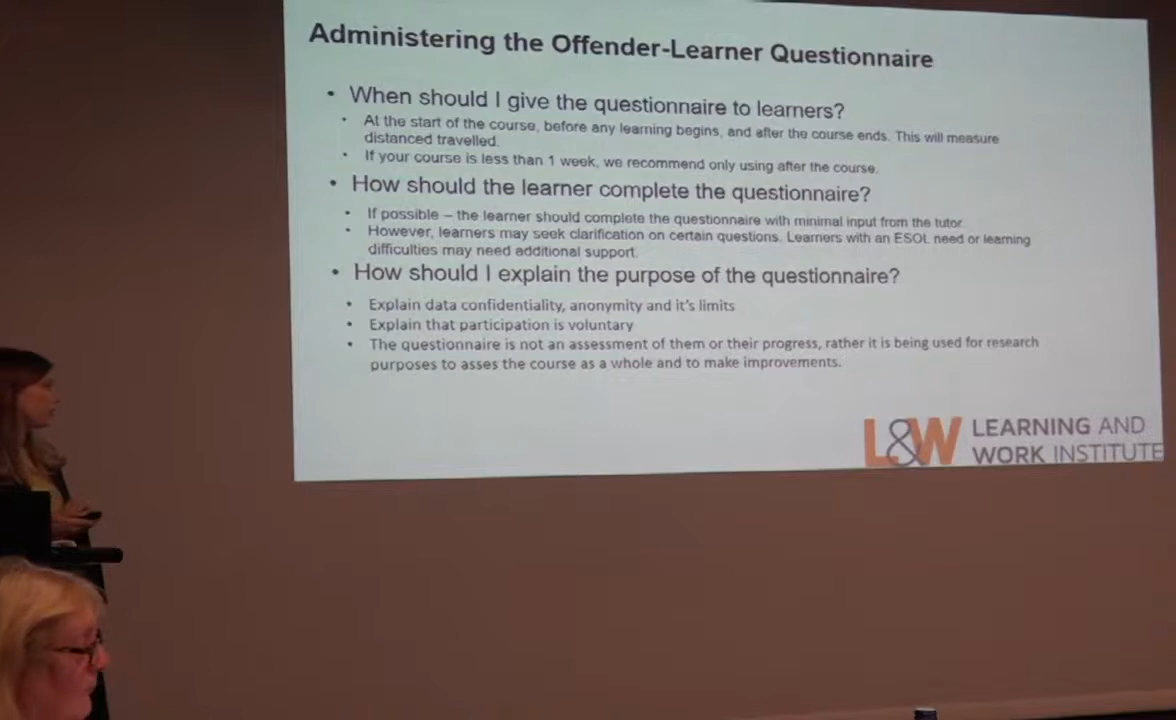 Administering the Offender-Learner Questionnaire
• When should I give the questionnaire to learners?
• At the start of the course, before any learning begins, and after the course ends. This will measure
distanced travelled.
• If your course is less than 1 week, we recommend only using after the course.
• How should the learner complete the questionnaire?
• If possible – the learner should complete the questionnaire with minimal input from the tutor.
• However, learners may seek clarification on certain questions. Learners with an ESOL need or learning
difficulties may need additional support.
• How should I explain the purpose of the questionnaire?
• Explain data confidentiality, anonymity and it's limits
• Explain that participation is voluntary
• The questionnaire is not an assessment of them or their progress, rather it is being used for research
purposes to asses the course as a whole and to make improvements.
L&W LEARNING AND
WORK INSTITUTE